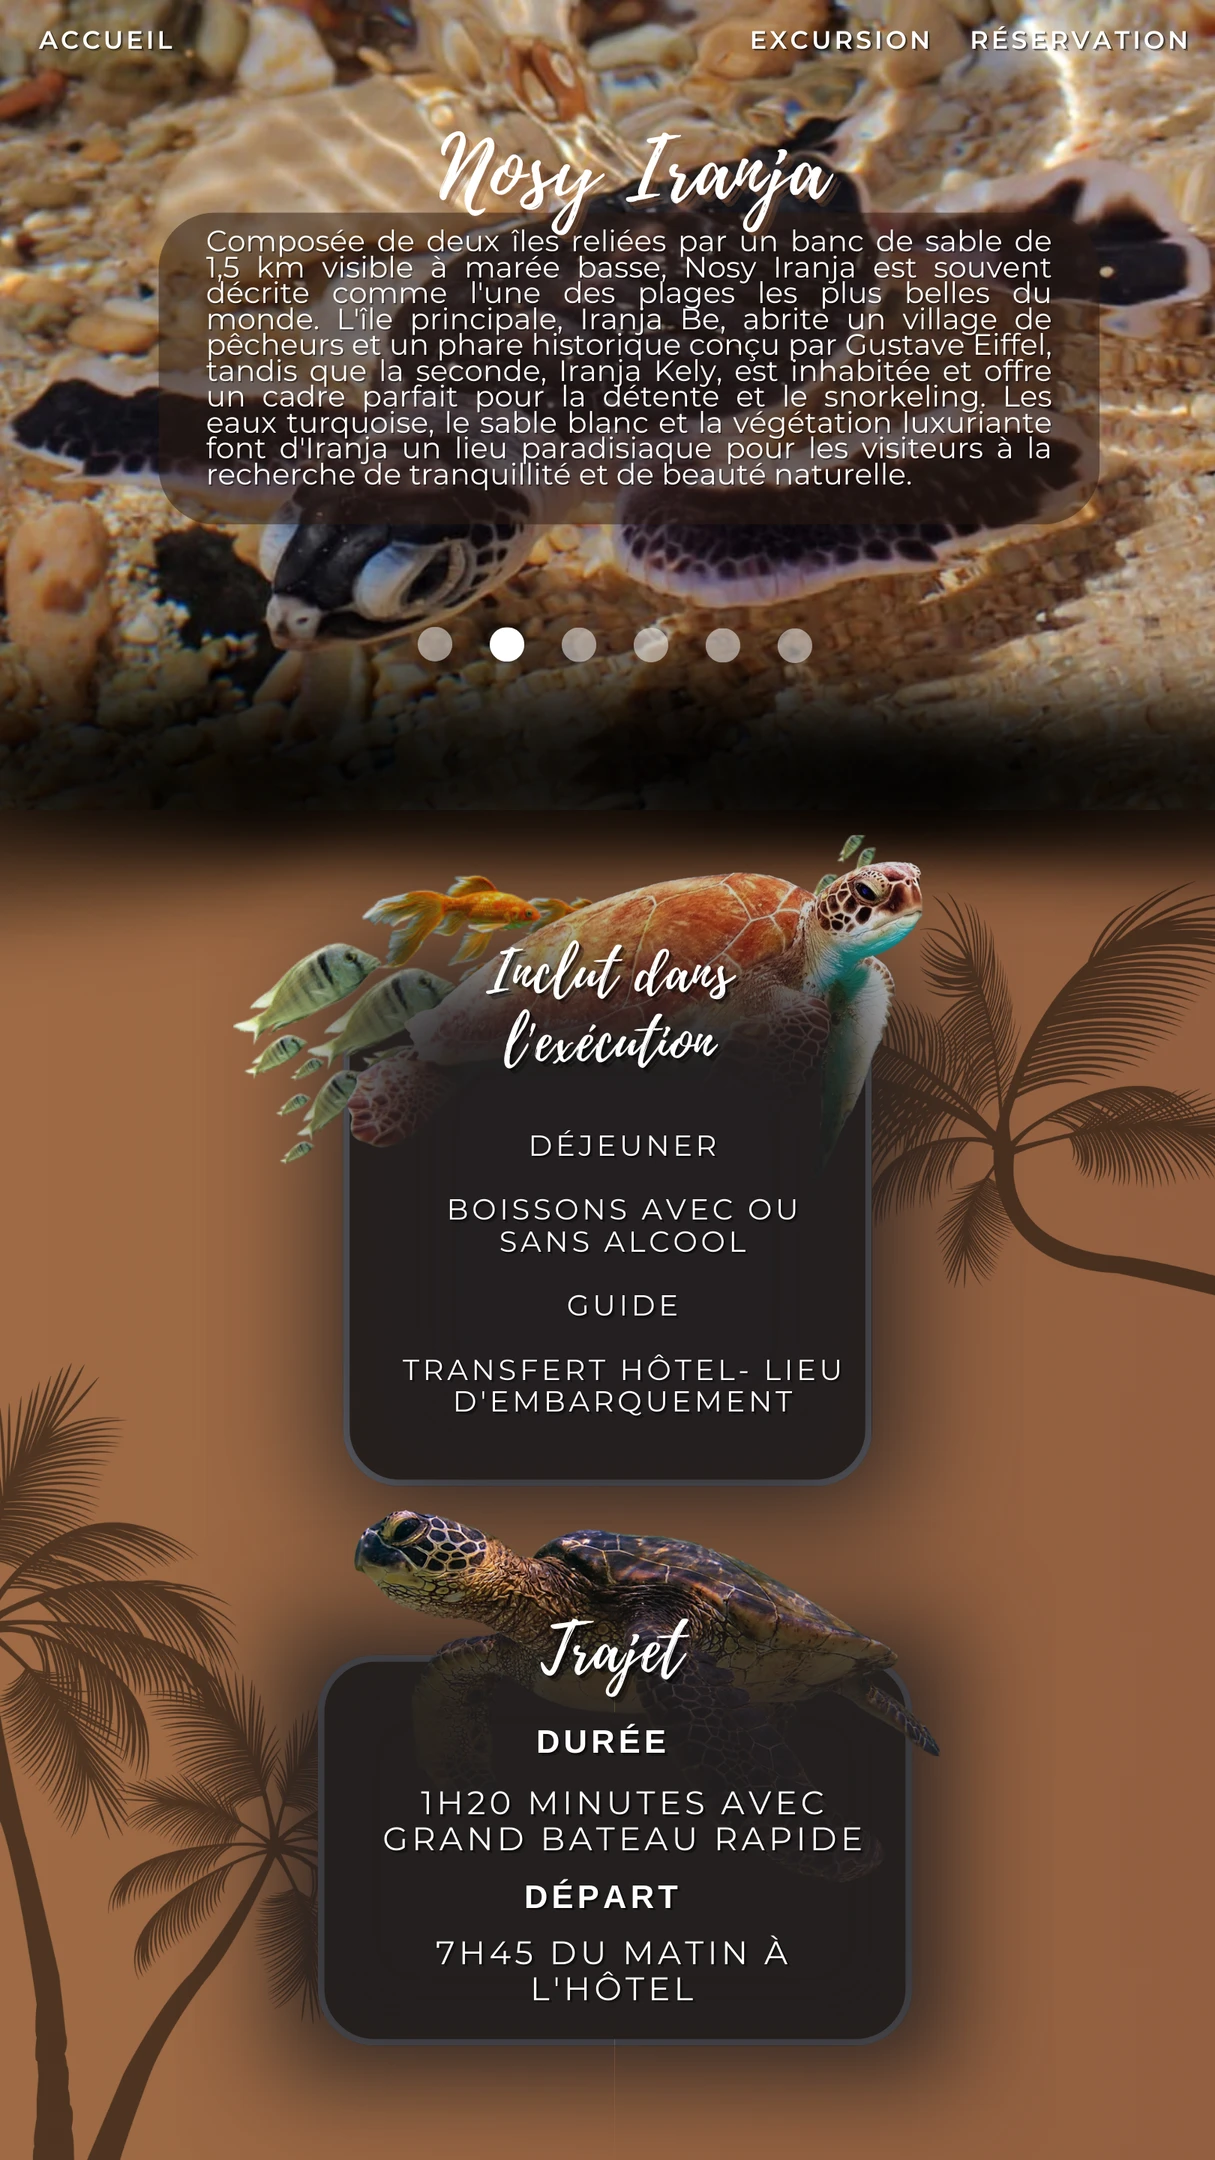 ACCUEIL EXCURSION RÉSERVATION
Nosy Iranja
Composée de deux îles reliées par un banc de sable de
1,5 km visible à marée basse, Nosy Iranja est souvent
décrite comme l'une des plages les plus belles du
monde. L'île principale, Iranja Be, abrite un village de
pêcheurs et un phare historique conçu par Gustave Eiffel,
tandis que la seconde, Iranja Kely, est inhabitée et offre
un cadre parfait pour la détente et le snorkeling. Les
eaux turquoise, le sable blanc et la végétation luxuriante
font d'Iranja un lieu paradisiaque pour les visiteurs à la
recherche de tranquillité et de beauté naturelle.
Inclut dans
l'exécution
DÉJEUNER
BOISSONS AVEC OU
SANS ALCOOL
GUIDE
TRANSFERT HÔTEL- LIEU
D'EMBARQUEMENT
Trajet
DURÉE
1H20 MINUTES AVEC
GRAND BATEAU RAPIDE
DÉPART
7H45 DU MATIN À
L'HÔTEL